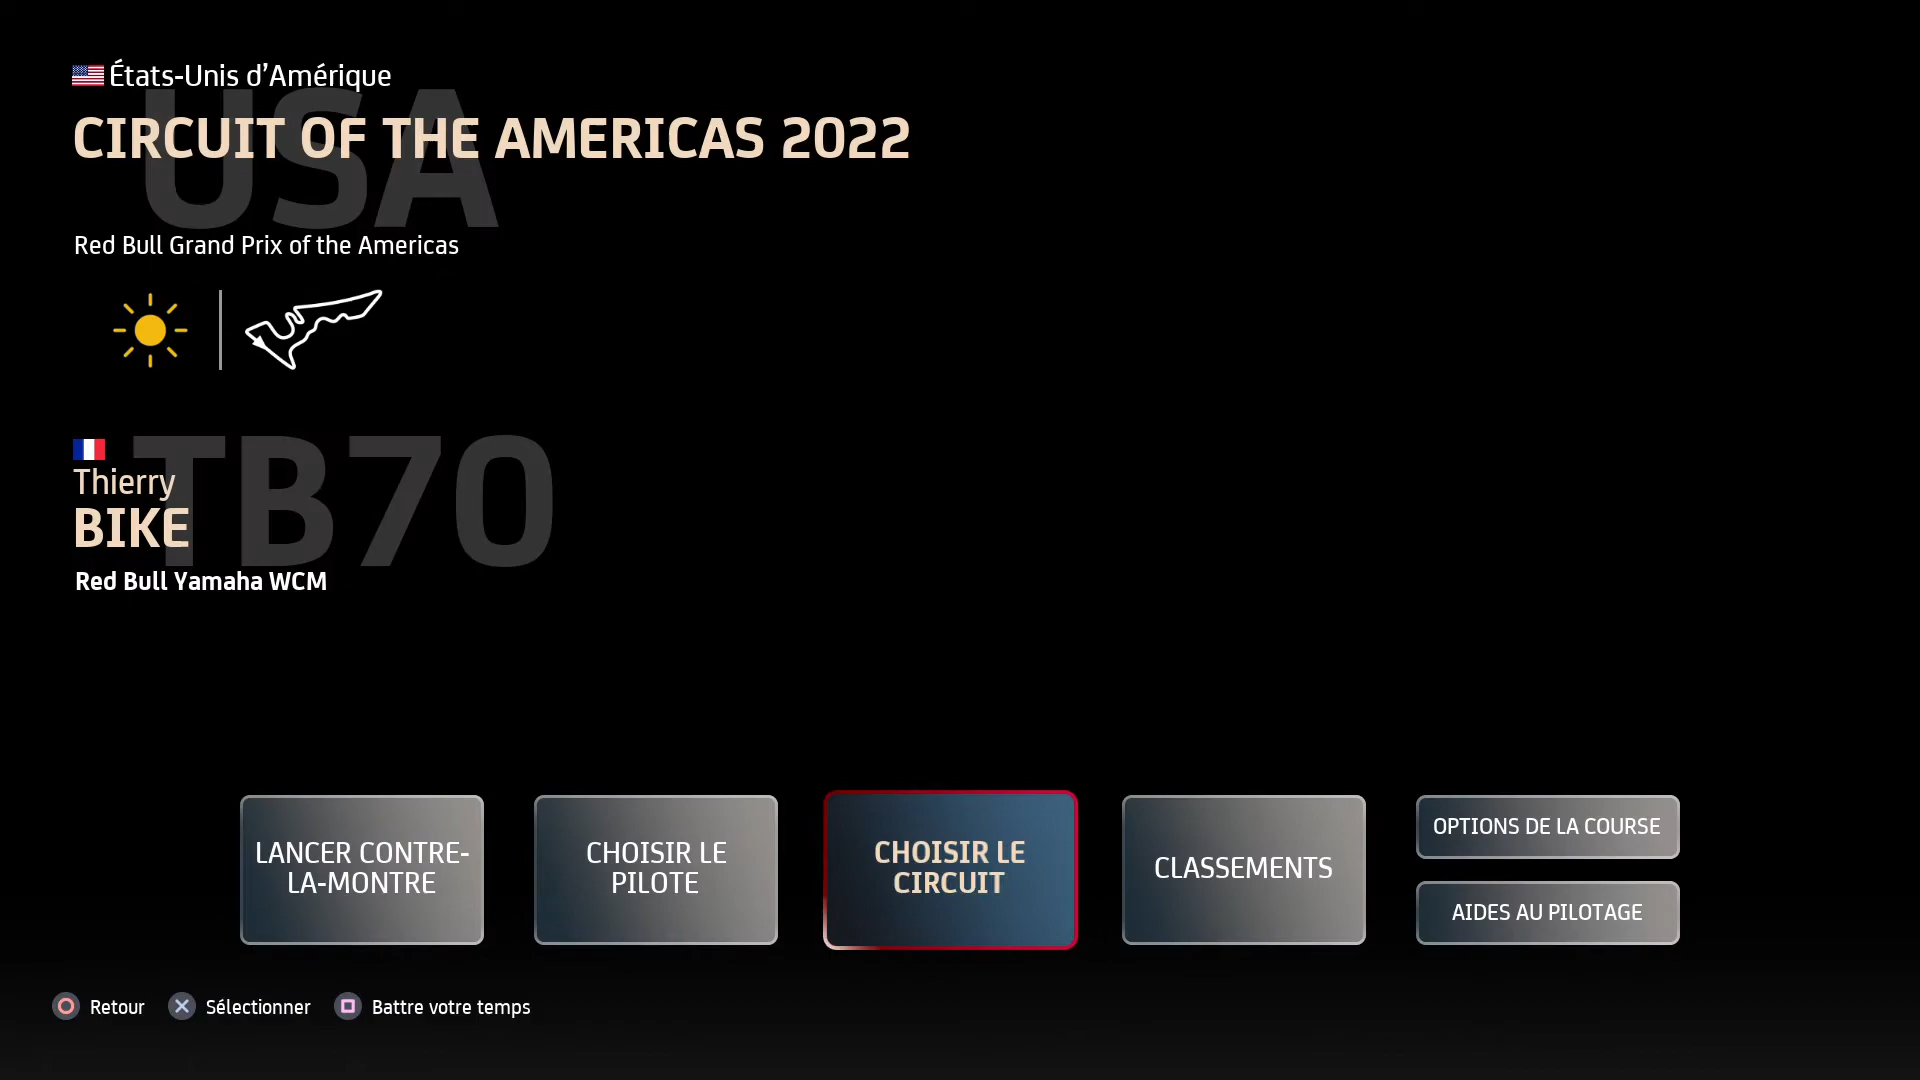 États-Unis d’Amérique
USA
CIRCUIT OF THE AMERICAS 2022
Red Bull Grand Prix of the Americas
TB70
Thierry
BIKE
Red Bull Yamaha WCM
LANCER CONTRE-
LA-MONTRE
CHOISIR LE
PILOTE
CHOISIR LE
CIRCUIT
CLASSEMENTS
OPTIONS DE LA COURSE
AIDES AU PILOTAGE
Retour
Sélectionner
Battre votre temps